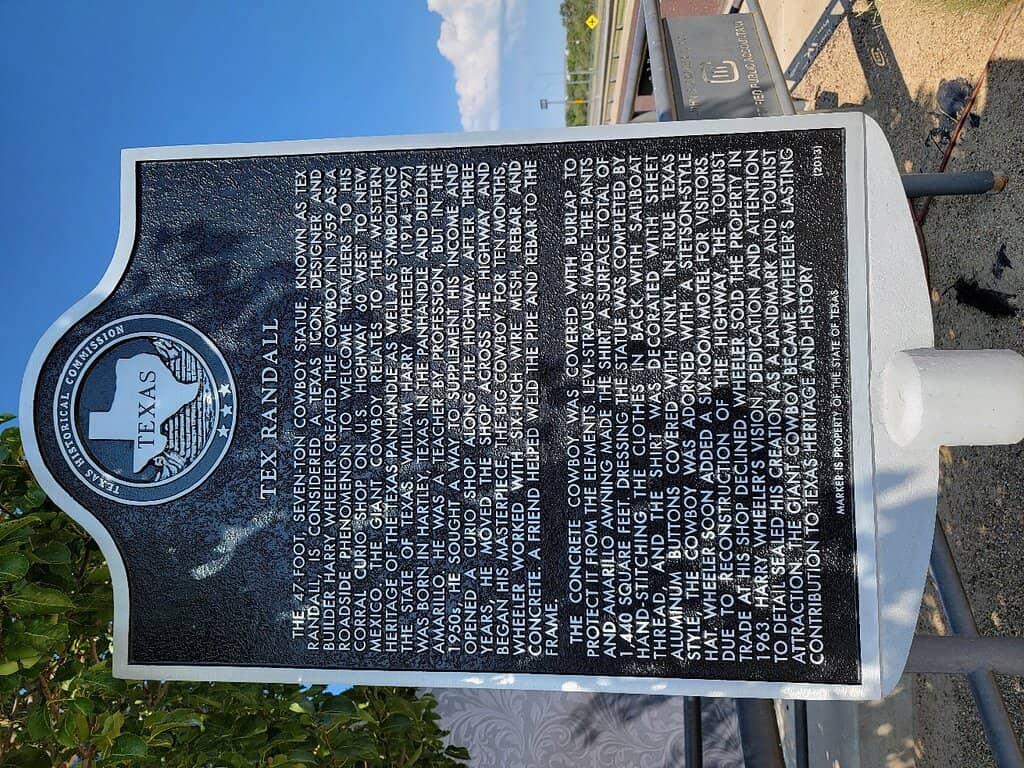 TEXAS HISTORICAL COMMISSION
TEXAS
TEX RANDALL
THE 47-FOOT, SEVEN-TON COWBOY STATUE, KNOWN AS TEX
RANDALL, IS CONSIDERED A TEXAS ICON. DESIGNER AND
BUILDER HARRY WHEELER CREATED THE COWBOY IN 1959 AS A
ROADSIDE PHENOMENON TO WELCOME TRAVELERS TO HIS
CORRAL CURIO SHOP ON U.S. HIGHWAY 60 WEST TO NEW
MEXICO. THE GIANT COWBOY RELATES TO THE WESTERN
HERITAGE OF THE TEXAS PANHANDLE AS WELL AS SYMBOLIZING
THE STATE OF TEXAS. WILLIAM HARRY WHEELER (1914-1997)
WAS BORN IN HARTLEY, TEXAS IN THE PANHANDLE AND DIED IN
AMARILLO. HE WAS A TEACHER BY PROFESSION, BUT IN THE
1950s, HE SOUGHT A WAY TO SUPPLEMENT HIS INCOME AND
OPENED A CURIO SHOP ALONG THE HIGHWAY. AFTER THREE
YEARS, HE MOVED THE SHOP ACROSS THE HIGHWAY AND
BEGAN HIS MASTERPIECE, THE BIG COWBOY. FOR TEN MONTHS,
WHEELER WORKED WITH SIX-INCH WIRE MESH, REBAR AND
CONCRETE. A FRIEND HELPED WELD THE PIPE AND REBAR TO THE
FRAME.
THE CONCRETE COWBOY WAS COVERED WITH BURLAP TO
PROTECT IT FROM THE ELEMENTS. LEVI-STRAUSS MADE THE PANTS
AND AMARILLO AWNING MADE THE SHIRT, A SURFACE TOTAL OF
1,440 SQUARE FEET. DRESSING THE STATUE WAS COMPLETED BY
HAND-STITCHING THE CLOTHES IN BACK WITH SAILBOAT
THREAD, AND THE SHIRT WAS DECORATED WITH SHEET
ALUMINUM BUTTONS COVERED WITH VINYL. IN TRUE TEXAS
STYLE, THE COWBOY WAS ADORNED WITH A STETSON-STYLE
HAT. WHEELER SOON ADDED A SIX-ROOM MOTEL FOR VISITORS.
DUE TO RECONSTRUCTION OF THE HIGHWAY, THE TOURIST
TRADE AT HIS SHOP DECLINED. WHEELER SOLD THE PROPERTY IN
1963. HARRY WHEELER'S VISION, DEDICATION AND ATTENTION
TO DETAIL SEALED HIS CREATION AS A LANDMARK AND TOURIST
ATTRACTION. THE GIANT COWBOY BECAME WHEELER'S LASTING
CONTRIBUTION TO TEXAS HERITAGE AND HISTORY.
(2013)
MARKER IS PROPERTY OF THE STATE OF TEXAS